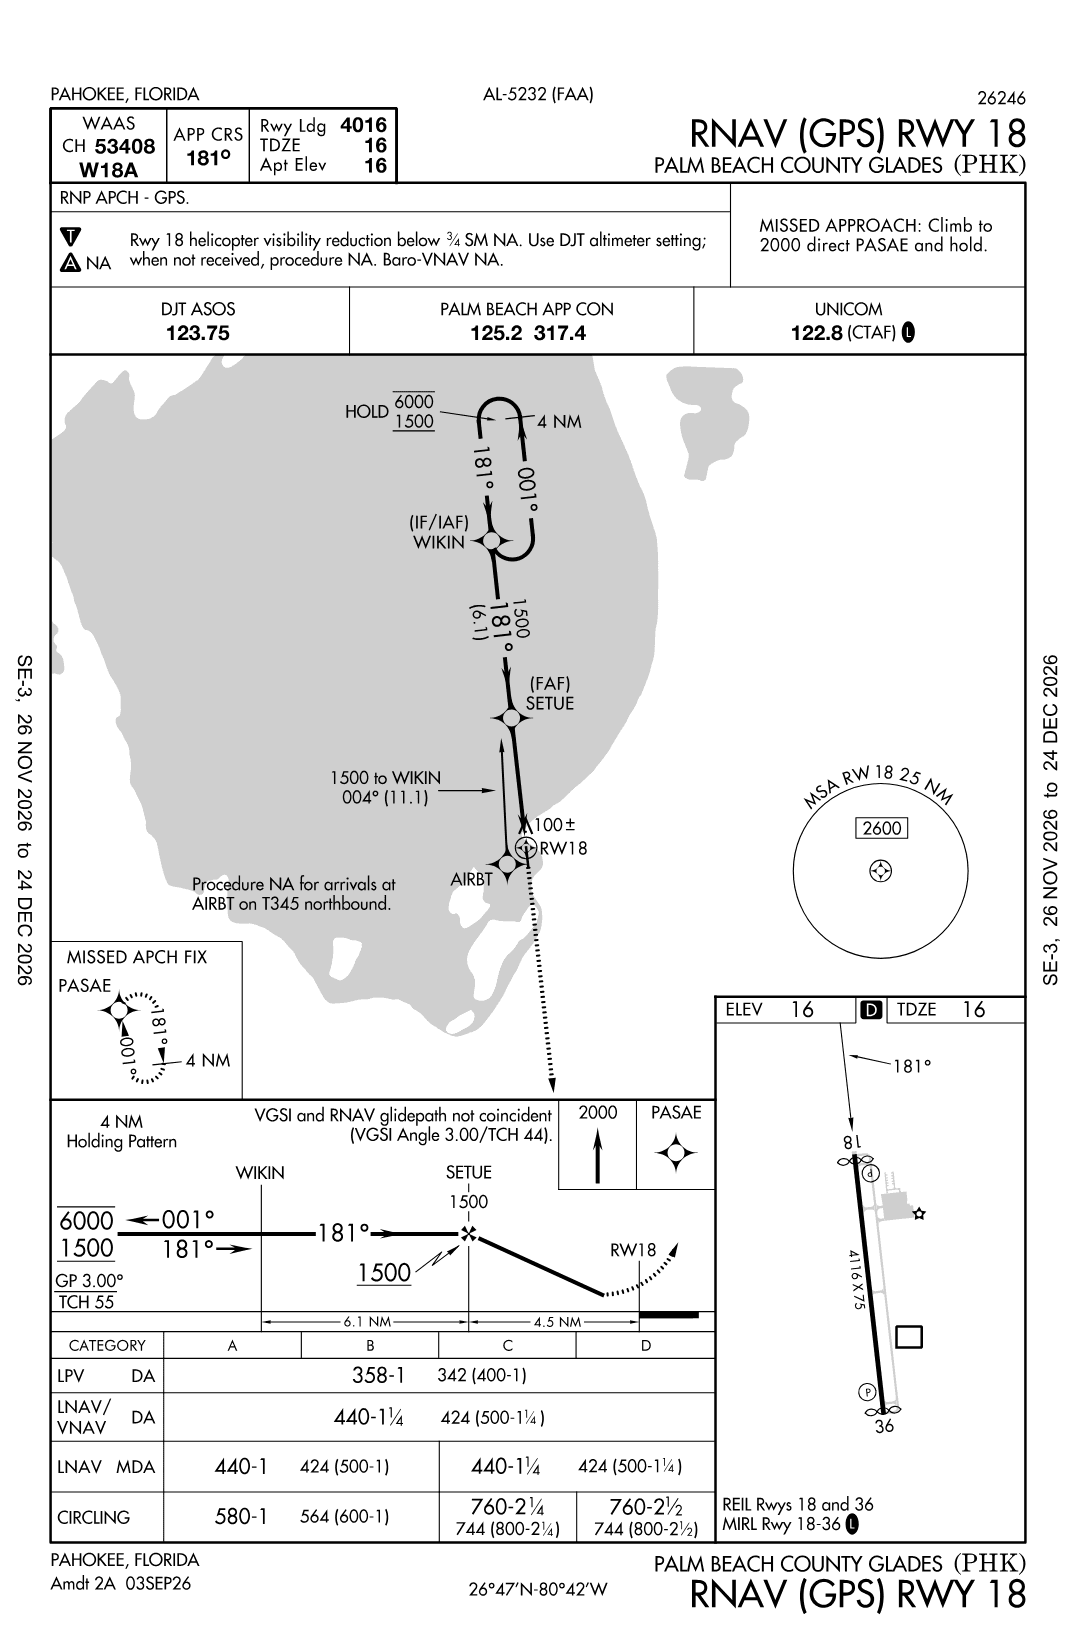 PAHOKEE, FLORIDA
AL-5232 (FAA)
26246
WAAS
CH 53408
W18A
APP CRS
181°
Rwy Ldg 4016
TDZE 16
Apt Elev 16
RNAV (GPS) RWY 18
PALM BEACH COUNTY GLADES (PHK)
RNP APCH - GPS.
T
A NA
Rwy 18 helicopter visibility reduction below ¾ SM NA. Use DJT altimeter setting;
when not received, procedure NA. Baro-VNAV NA.
MISSED APPROACH: Climb to
2000 direct PASAE and hold.
DJT ASOS
123.75
PALM BEACH APP CON
125.2 317.4
UNICOM
122.8 (CTAF) L
HOLD 6000
1500
4 NM
181°
001°
(IF/IAF)
WIKIN
1500
181°
(6.1)
(FAF)
SETUE
1500 to WIKIN
004° (11.1)
100±
RW18
AIRBT
Procedure NA for arrivals at
AIRBT on T345 northbound.
MSA RW 18 25 NM
2600
MISSED APCH FIX
PASAE
181°
001°
4 NM
SE-3, 26 NOV 2026 to 24 DEC 2026
SE-3, 26 NOV 2026 to 24 DEC 2026
ELEV 16
D
TDZE 16
181°
18
P
4116 X 75
P
36
REIL Rwys 18 and 36
MIRL Rwy 18-36 L
4 NM
Holding Pattern
VGSI and RNAV glidepath not coincident
(VGSI Angle 3.00/TCH 44).
2000
PASAE
WIKIN
SETUE
1500
6000
1500
001°
181°
181°
1500
RW18
GP 3.00°
TCH 55
6.1 NM
4.5 NM
CATEGORY A B C D
LPV DA 358-1 342 (400-1)
LNAV/
VNAV DA 440-1¼ 424 (500-1¼)
LNAV MDA 440-1 424 (500-1) 440-1¼ 424 (500-1¼)
CIRCLING 580-1 564 (600-1) 760-2¼ 760-2½
744 (800-2¼) 744 (800-2½)
PAHOKEE, FLORIDA
Amdt 2A 03SEP26
26°47'N-80°42'W
PALM BEACH COUNTY GLADES (PHK)
RNAV (GPS) RWY 18